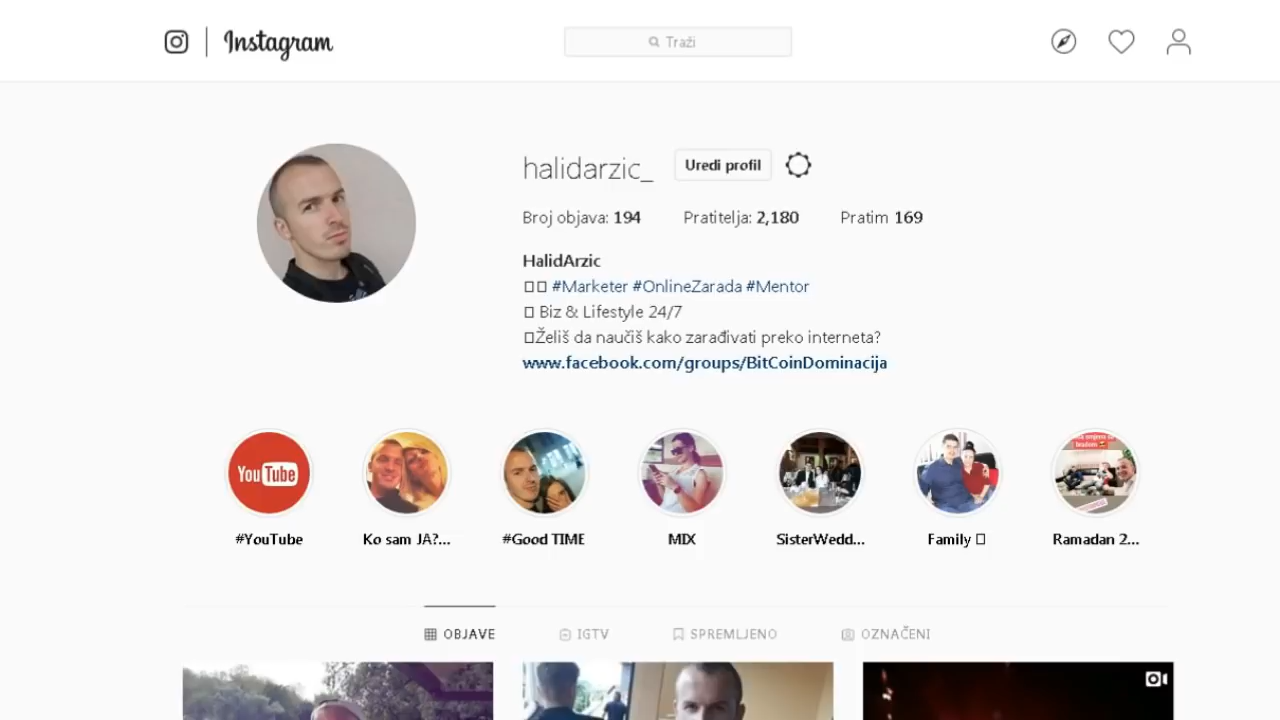 Instagram
Traži
halidarzic_ Uredi profil
Broj objava: 194 Pratitelja: 2,180 Pratim 169
HalidArzic
#Marketer #OnlineZarada #Mentor
Biz & Lifestyle 24/7
Želiš da naučiš kako zarađivati preko interneta?
www.facebook.com/groups/BitCoinDominacija
YouTube
#YouTube Ko sam JA?... #Good TIME MIX SisterWedd... Family Ramadan 2...
OBJAVE IGTV SPREMLJENO OZNAČENI